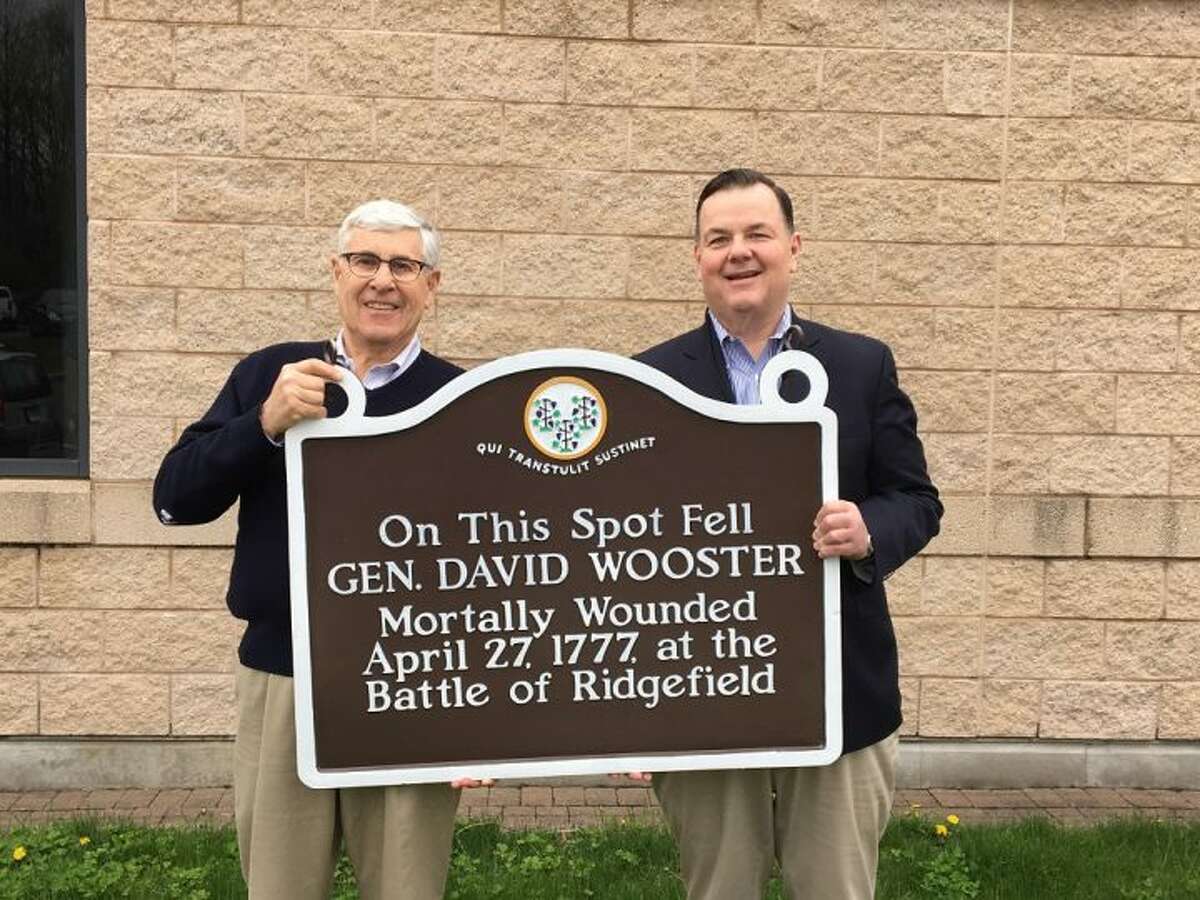 QUI TRANSTULIT SUSTINET
On This Spot Fell
GEN. DAVID WOOSTER
Mortally Wounded
April 27, 1777, at the
Battle of Ridgefield